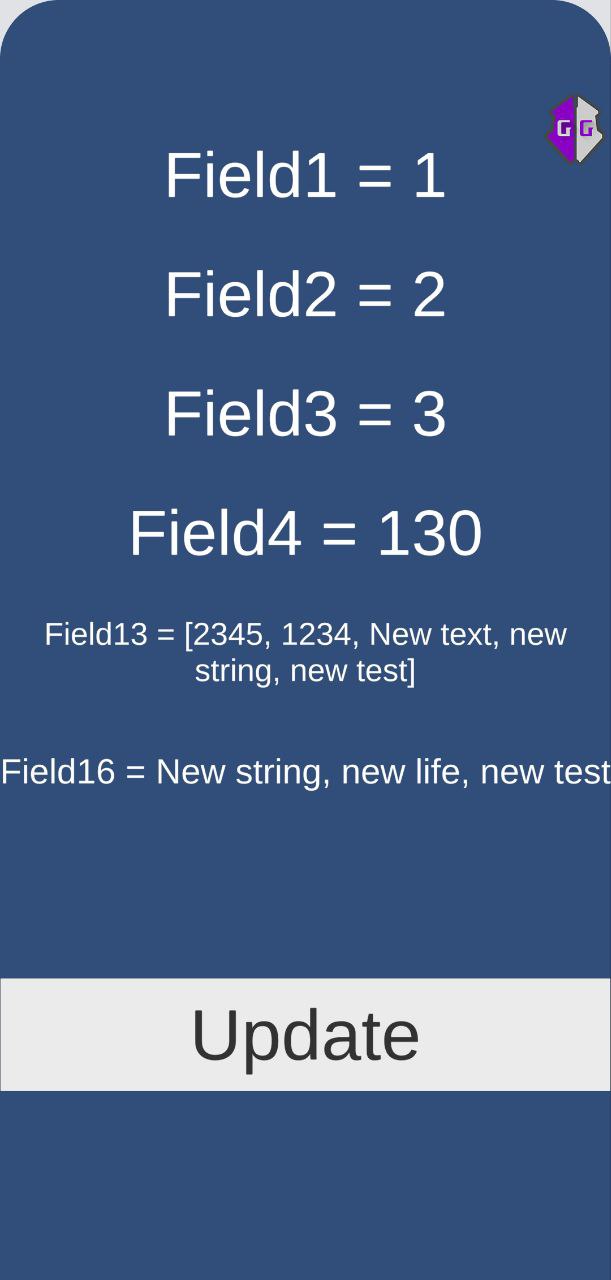 Field1 = 1
GG
Field2 = 2
Field3 = 3
Field4 = 130
Field13 = [2345, 1234, New text, new
string, new test]
Field16 = New string, new life, new test
Update